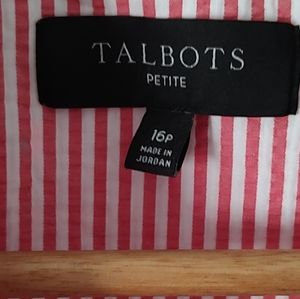 TALBOTS
PETITE
16P
MADE IN
JORDAN